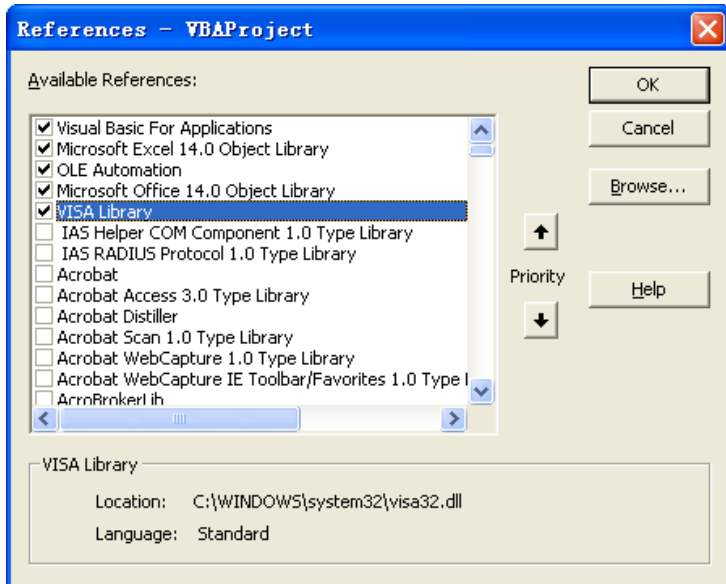 References - VBAProject
Available References:
OK
Visual Basic For Applications
Cancel
Microsoft Excel 14.0 Object Library
OLE Automation
Microsoft Office 14.0 Object Library
Browse...
VISA Library
IAS Helper COM Component 1.0 Type Library
IAS RADIUS Protocol 1.0 Type Library
Acrobat
Priority
Acrobat Access 3.0 Type Library
Help
Acrobat Distiller
Acrobat Scan 1.0 Type Library
Acrobat WebCapture 1.0 Type Library
Acrobat WebCapture IE Toolbar/Favorites 1.0 Type
AcroBrokerLib
VISA Library
Location: C:\WINDOWS\system32\visa32.dll
Language: Standard